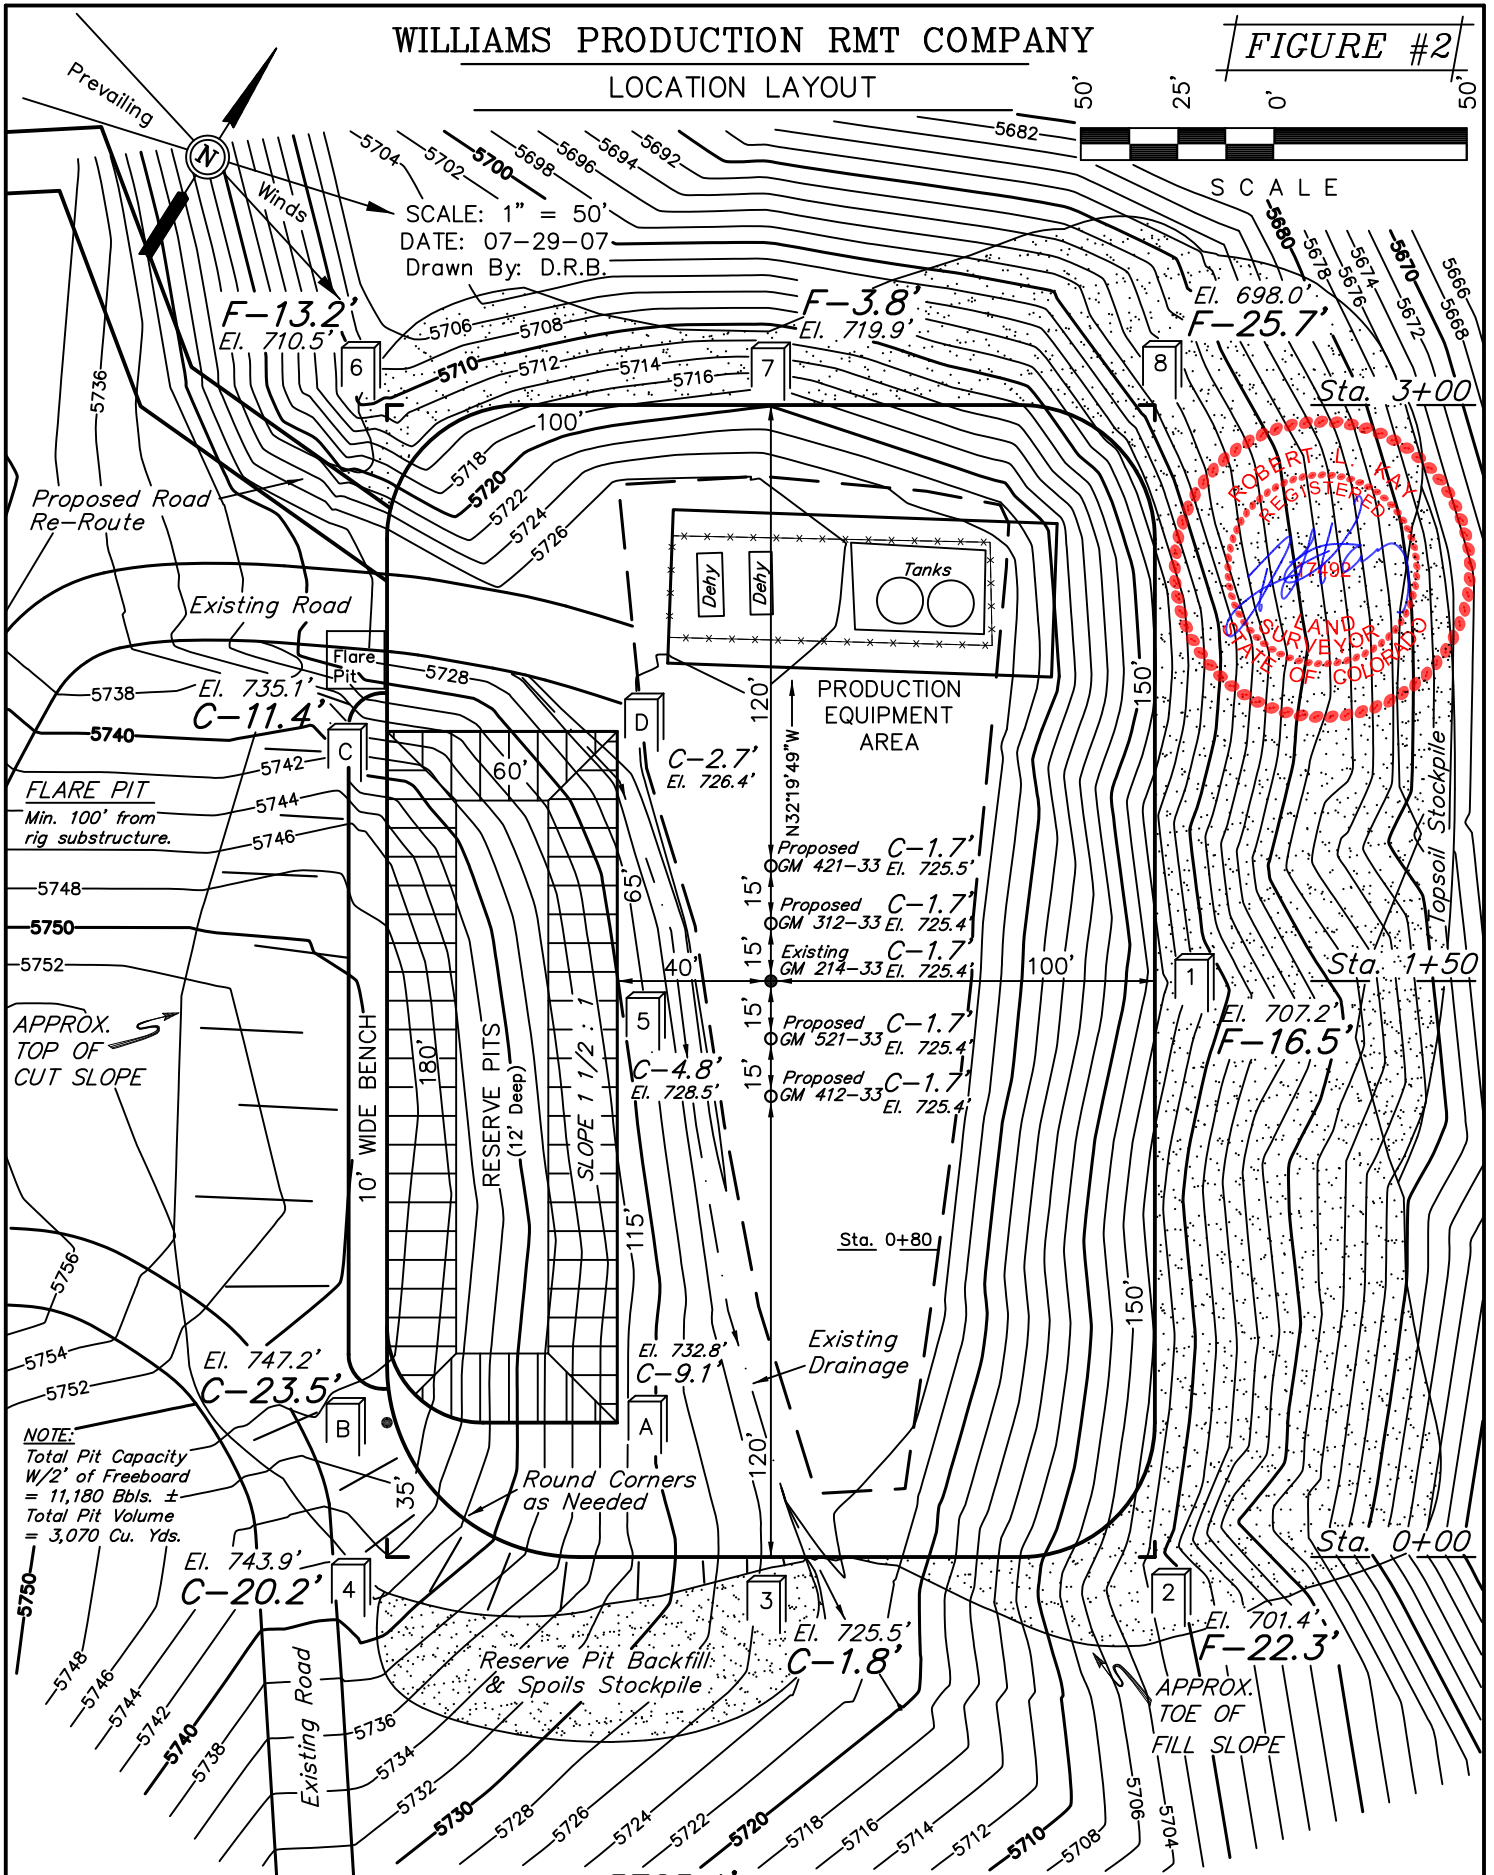 WILLIAMS PRODUCTION RMT COMPANY
FIGURE #2
LOCATION LAYOUT
50' 25' 0' 50'
SCALE
Prevailing
Winds
N
SCALE: 1" = 50'
DATE: 07-29-07
Drawn By: D.R.B.
5704
5702
5700
5698
5696
5694
5692
5682
5680
5678
5676
5674
5672
5670
5668
5666
F-13.2'
El. 710.5'
6
F-3.8'
El. 719.9'
7
El. 698.0'
F-25.7'
8
Sta. 3+00
5706
5708
5710
5712
5714
5716
5736
100'
5718
5720
5722
5724
5726
Proposed Road
Re-Route
Existing Road
ROBERT L. KAY
REGISTERED
17492
LAND
SURVEYOR
STATE OF COLORADO
Dehy
Dehy
Tanks
PRODUCTION
EQUIPMENT
AREA
Flare
Pit
5728
5738
5740
5742
5744
5746
5748
5750
5752
El. 735.1'
C-11.4'
C
D
C-2.7'
El. 726.4'
60'
120'
150'
N32°19'49"W
FLARE PIT
Min. 100' from
rig substructure.
Topsoil Stockpile
Proposed
GM 421-33
C-1.7'
El. 725.5'
15'
Proposed
GM 312-33
C-1.7'
El. 725.4'
15'
Existing
GM 214-33
C-1.7'
El. 725.4'
65'
40'
100'
1
Sta. 1+50
El. 707.2'
F-16.5'
15'
Proposed
GM 521-33
C-1.7'
El. 725.4'
15'
Proposed
GM 412-33
C-1.7'
El. 725.4'
5
C-4.8'
El. 728.5'
APPROX.
TOP OF
CUT SLOPE
10' WIDE BENCH
180'
RESERVE PITS
(12' Deep)
SLOPE 1 1/2 : 1
115'
Sta. 0+80
150'
Existing
Drainage
5756
5754
5752
El. 747.2'
C-23.5'
B
El. 732.8'
C-9.1'
A
120'
35'
Round Corners
as Needed
NOTE:
Total Pit Capacity
W/2' of Freeboard
= 11,180 Bbls. ±
Total Pit Volume
= 3,070 Cu. Yds.
Sta. 0+00
El. 743.9'
C-20.2'
4
3
El. 725.5'
C-1.8'
2
El. 701.4'
F-22.3'
Reserve Pit Backfill
& Spoils Stockpile
APPROX.
TOE OF
FILL SLOPE
Existing Road
5750
5748
5746
5744
5742
5740
5738
5736
5734
5732
5730
5728
5726
5724
5722
5720
5718
5716
5714
5712
5710
5708
5706
5704